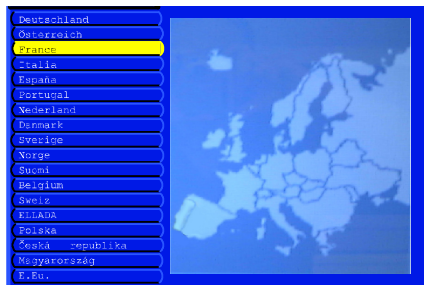 Deutschland
Österreich
France
Italia
España
Portugal
Nederland
Danmark
Sverige
Norge
Suomi
Belgium
Sweiz
ELLADA
Polska
Česká republika
Magyarország
E.Eu.